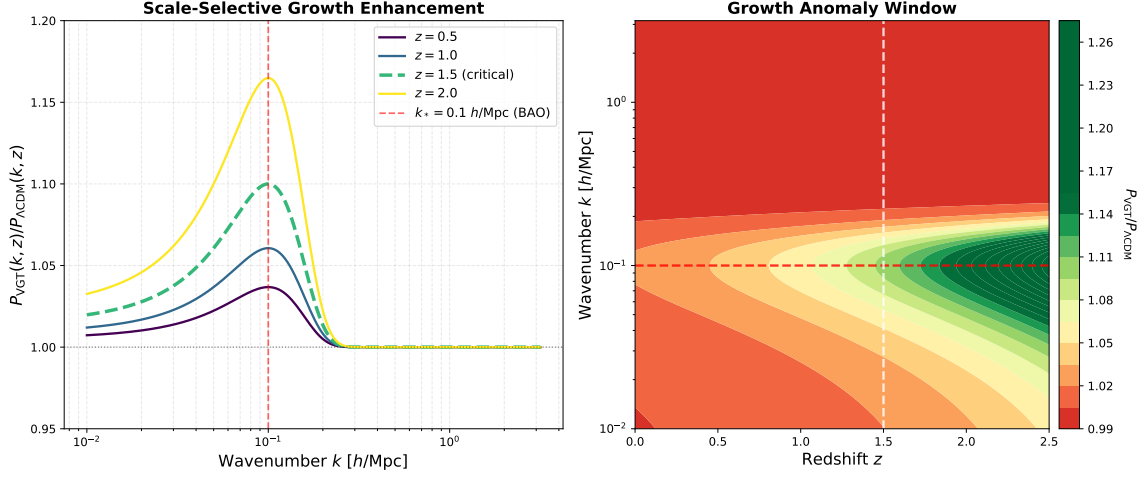 Scale-Selective Growth Enhancement
1.20
1.15
1.10
1.05
1.00
0.95
P_VGT(k, z)/P_ΛCDM(k, z)
z = 0.5
z = 1.0
z = 1.5 (critical)
z = 2.0
k_* = 0.1 h/Mpc (BAO)
10^−2
10^−1
10^0
Wavenumber k [h/Mpc]
Growth Anomaly Window
10^0
10^−1
10^−2
Wavenumber k [h/Mpc]
0.0
0.5
1.0
1.5
2.0
2.5
Redshift z
1.26
1.23
1.20
1.17
1.14
1.11
1.08
1.05
1.02
0.99
P_VGT/P_ΛCDM